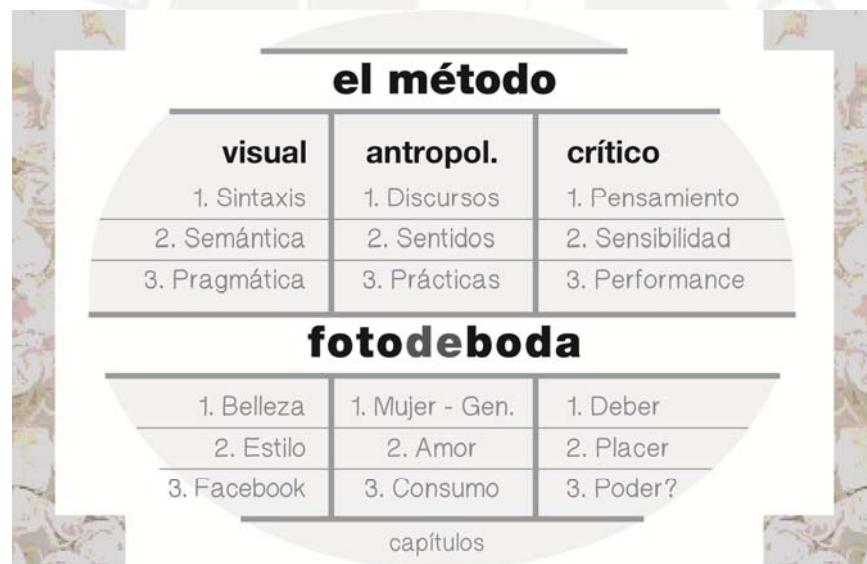 el método
visual antropol. crítico
1. Sintaxis 1. Discursos 1. Pensamiento
2. Semántica 2. Sentidos 2. Sensibilidad
3. Pragmática 3. Prácticas 3. Performance
fotodeboda
1. Belleza 1. Mujer - Gen. 1. Deber
2. Estilo 2. Amor 2. Placer
3. Facebook 3. Consumo 3. Poder?
capítulos